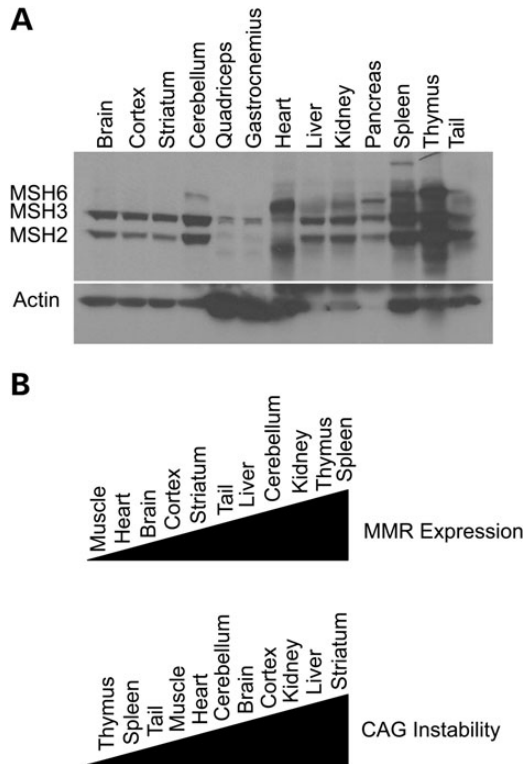 A
Brain
Cortex
Striatum
Cerebellum
Quadriceps
Gastrocnemius
Heart
Liver
Kidney
Pancreas
Spleen
Thymus
Tail
MSH6
MSH3
MSH2
Actin
B
Muscle
Heart
Brain
Cortex
Striatum
Tail
Liver
Cerebellum
Kidney
Thymus
Spleen
MMR Expression
Thymus
Spleen
Tail
Muscle
Heart
Cerebellum
Brain
Cortex
Kidney
Liver
Striatum
CAG Instability